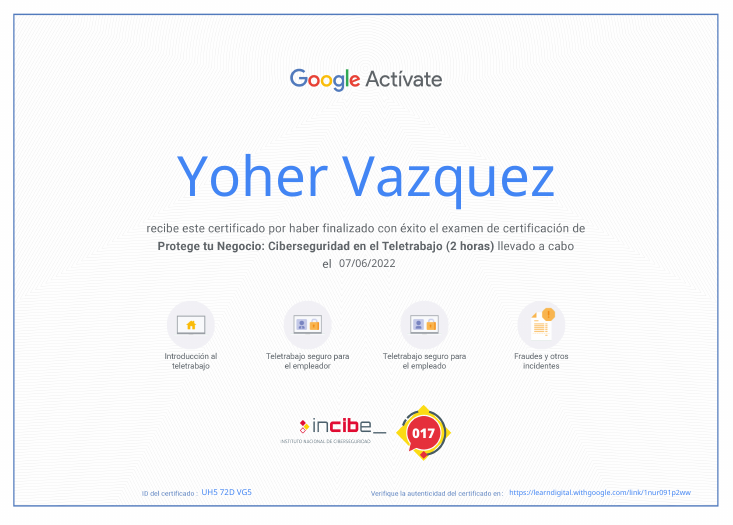 Google Actívate
Yoher Vazquez
recibe este certificado por haber finalizado con éxito el examen de certificación de
Protege tu Negocio: Ciberseguridad en el Teletrabajo (2 horas) llevado a cabo
el 07/06/2022
Introducción al
teletrabajo
Teletrabajo seguro para
el empleador
Teletrabajo seguro para
el empleado
Fraudes y otros
incidentes
incibe_
INSTITUTO NACIONAL DE CIBERSEGURIDAD
017
ID del certificado : UH5 72D VG5
Verifique la autenticidad del certificado en: https://learndigital.withgoogle.com/link/1nur091p2ww